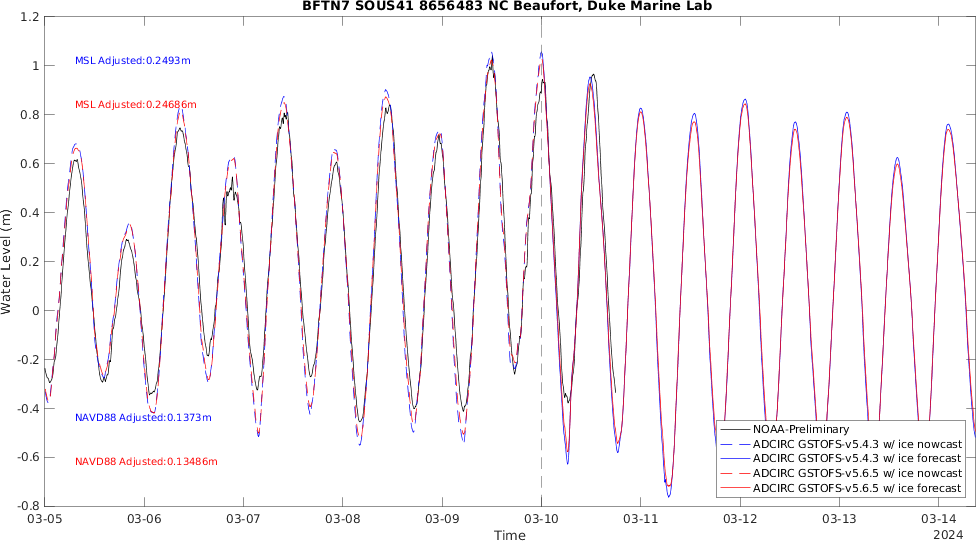 BFTN7 SOUS41 8656483 NC Beaufort, Duke Marine Lab
1.2
1
0.8
0.6
0.4
0.2
0
-0.2
-0.4
-0.6
-0.8
Water Level (m)
MSL Adjusted:0.2493m
MSL Adjusted:0.24686m
NAVD88 Adjusted:0.1373m
NAVD88 Adjusted:0.13486m
NOAA-Preliminary
ADCIRC GSTOFS-v5.4.3 w/ ice nowcast
ADCIRC GSTOFS-v5.4.3 w/ ice forecast
ADCIRC GSTOFS-v5.6.5 w/ ice nowcast
ADCIRC GSTOFS-v5.6.5 w/ ice forecast
03-05 03-06 03-07 03-08 03-09 03-10 03-11 03-12 03-13 03-14
Time
2024